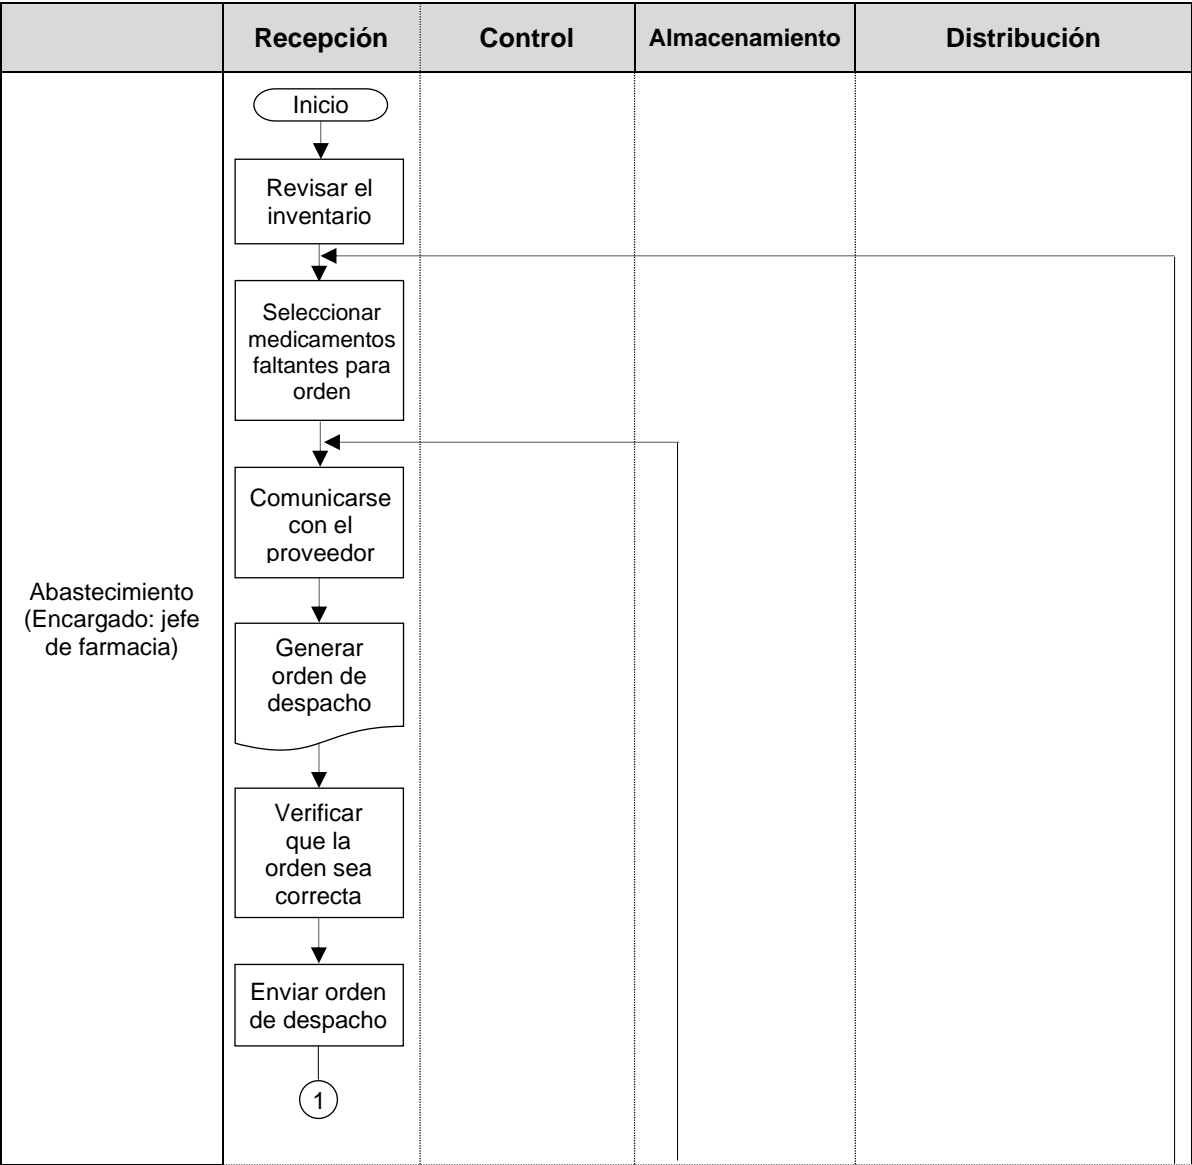 Recepción
Control
Almacenamiento
Distribución
Abastecimiento
(Encargado: jefe
de farmacia)
Inicio
Revisar el
inventario
Seleccionar
medicamentos
faltantes para
orden
Comunicarse
con el
proveedor
Generar
orden de
despacho
Verificar
que la
orden sea
correcta
Enviar orden
de despacho
1